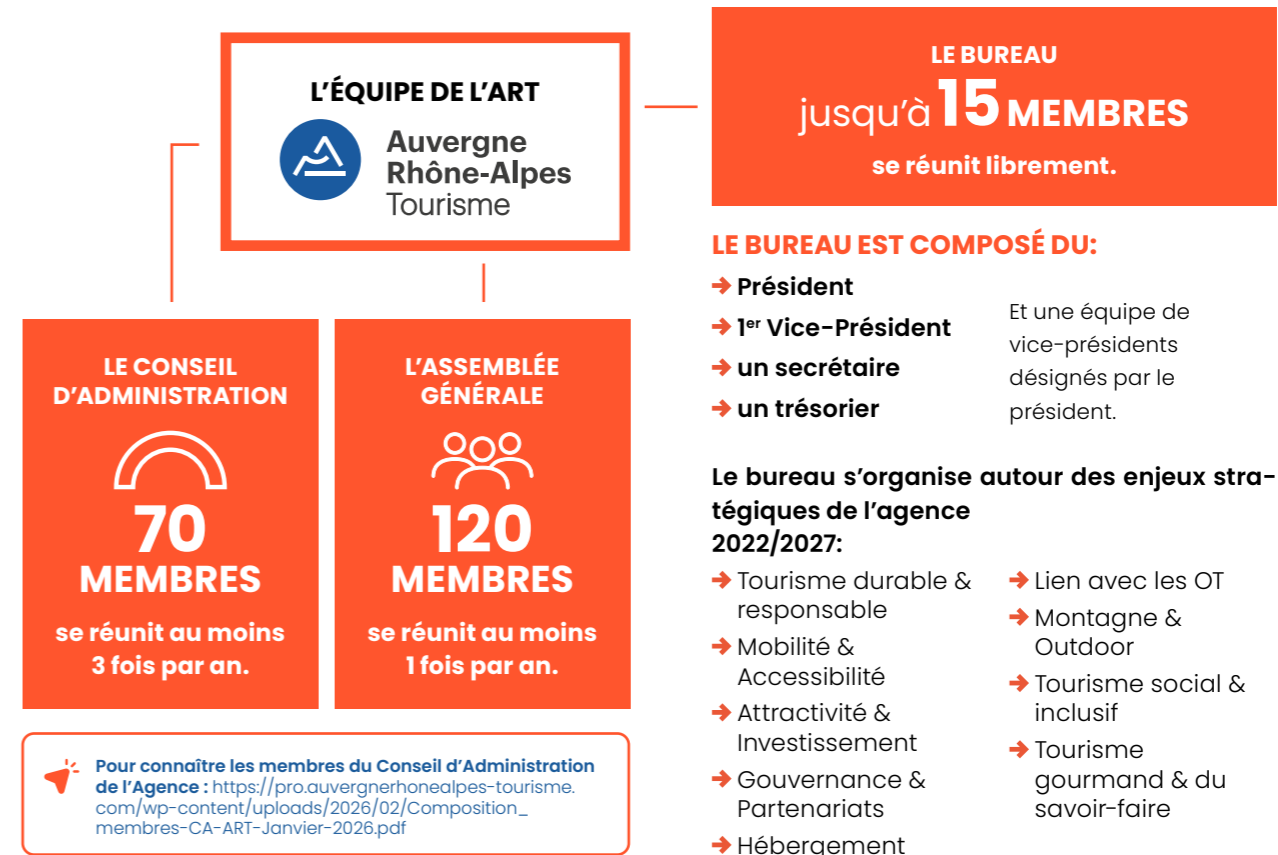 L'ÉQUIPE DE L'ART
Auvergne
Rhône-Alpes
Tourisme
LE CONSEIL
D'ADMINISTRATION
70
MEMBRES
se réunit au moins
3 fois par an.
L'ASSEMBLÉE
GÉNÉRALE
120
MEMBRES
se réunit au moins
1 fois par an.
Pour connaître les membres du Conseil d'Administration
de l'Agence : https://pro.auvergnerhonealpes-tourisme.
com/wp-content/uploads/2026/02/Composition_
membres-CA-ART-Janvier-2026.pdf
LE BUREAU
jusqu'à 15 MEMBRES
se réunit librement.
LE BUREAU EST COMPOSÉ DU:
➔ Président
➔ 1er Vice-Président
➔ un secrétaire
➔ un trésorier
Et une équipe de
vice-présidents
désignés par le
président.
Le bureau s'organise autour des enjeux stra-
tégiques de l'agence
2022/2027:
➔ Tourisme durable &
responsable
➔ Mobilité &
Accessibilité
➔ Attractivité &
Investissement
➔ Gouvernance &
Partenariats
➔ Hébergement
➔ Lien avec les OT
➔ Montagne &
Outdoor
➔ Tourisme social &
inclusif
➔ Tourisme
gourmand & du
savoir-faire